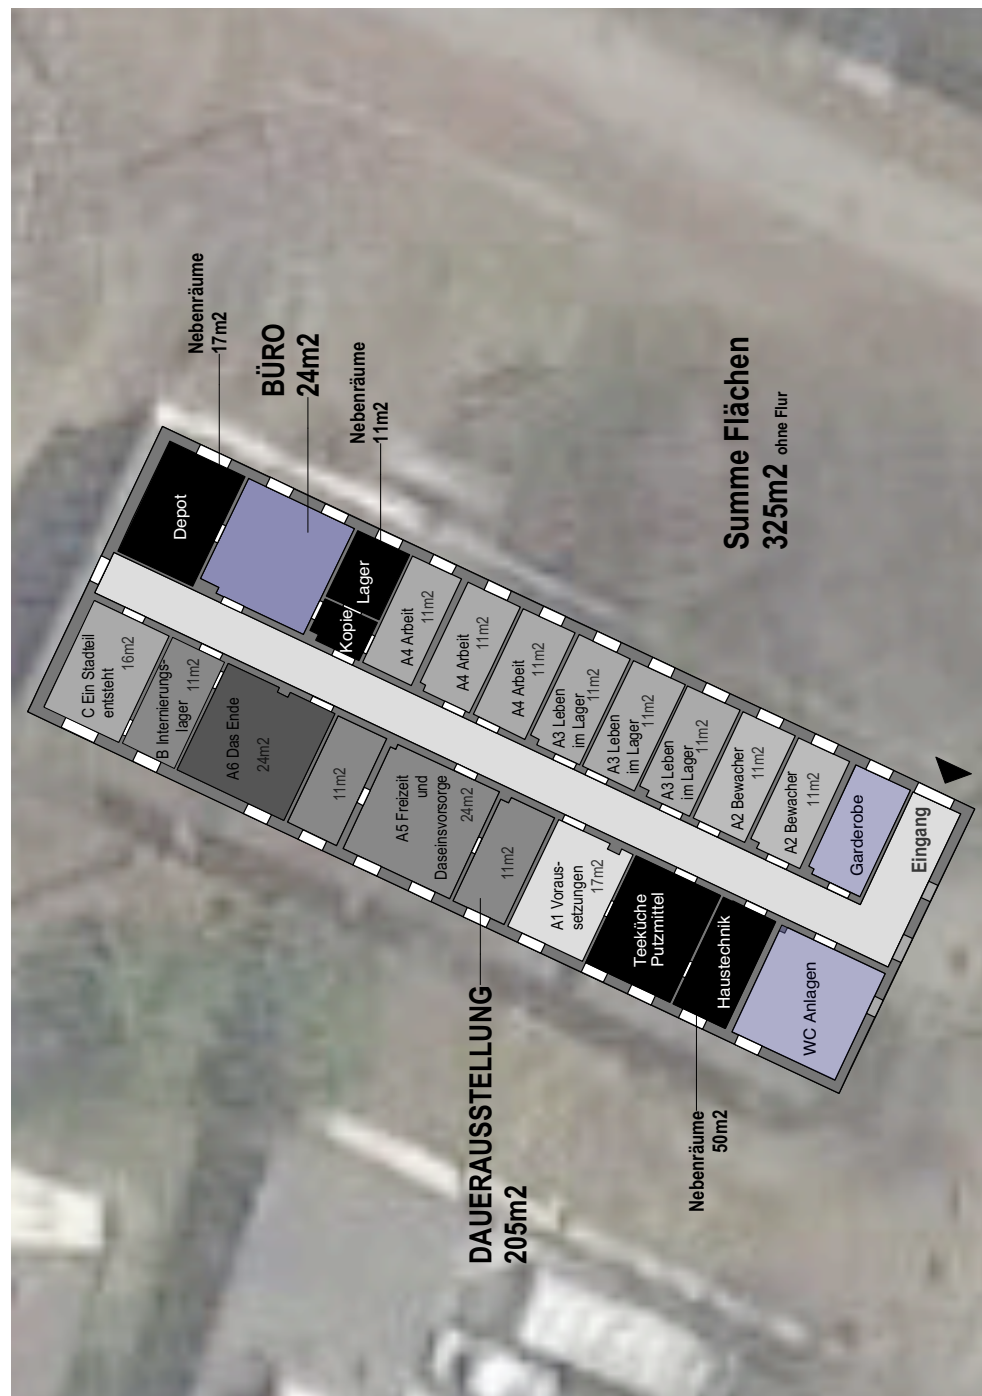 Nebenräume
17m2
BÜRO
24m2
Nebenräume
11m2
Summe Flächen
325m2 ohne Flur
Depot
Kopie
Lager
A4 Arbeit
11m2
A4 Arbeit
11m2
A4 Arbeit
11m2
A3 Leben
im Lager
11m2
A3 Leben
im Lager
11m2
A3 Leben
im Lager
11m2
A2 Bewacher
11m2
A2 Bewacher
11m2
Garderobe
Eingang
C Ein Stadteil
entsteht
16m2
B Internierungs-
lager
11m2
A6 Das Ende
24m2
11m2
A5 Freizeit
und
Daseinsvorsorge
24m2
11m2
A1 Voraus-
setzungen
17m2
Teeküche
Putzmittel
Haustechnik
WC Anlagen
DAUERAUSSTELLUNG
205m2
Nebenräume
50m2